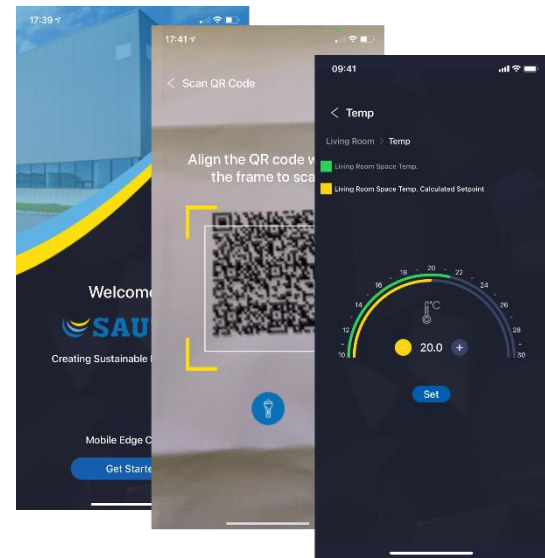 17:39
Welcom
SAU
Creating Sustainable
Mobile Edge C
Get Starte
17:41
< Scan QR Code
Align the QR code w
the frame to sca
09:41
< Temp
Living Room > Temp
Living Room Space Temp.
Living Room Space Temp. Calculated Setpoint
10
12
14
16
18
20
22
24
26
28
30
°C
- 20.0 +
Set